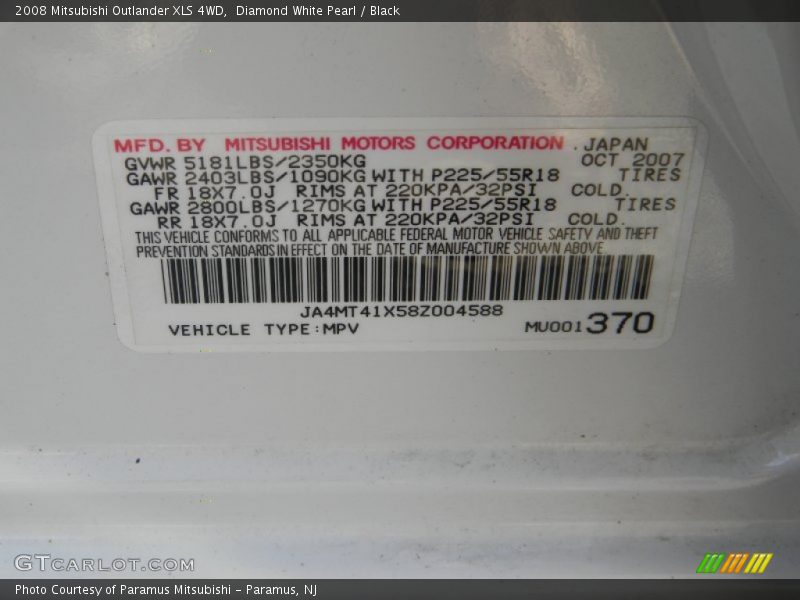 2008 Mitsubishi Outlander XLS 4WD,  Diamond White Pearl / Black
MFD. BY  MITSUBISHI MOTORS CORPORATION . JAPAN
GVWR 5181LBS/2350KG OCT 2007
GAWR 2403LBS/1090KG WITH P225/55R18 TIRES
FR 18X7.0J RIMS AT 220KPA/32PSI COLD.
GAWR 2800LBS/1270KG WITH P225/55R18 TIRES
RR 18X7.0J RIMS AT 220KPA/32PSI COLD.
THIS VEHICLE CONFORMS TO ALL APPLICABLE FEDERAL MOTOR VEHICLE SAFETY AND THEFT
PREVENTION STANDARDS IN EFFECT ON THE DATE OF MANUFACTURE SHOWN ABOVE
JA4MT41X58Z004588
VEHICLE TYPE:MPV MU001370
GTCARLOT.COM
Photo Courtesy of Paramus Mitsubishi - Paramus, NJ